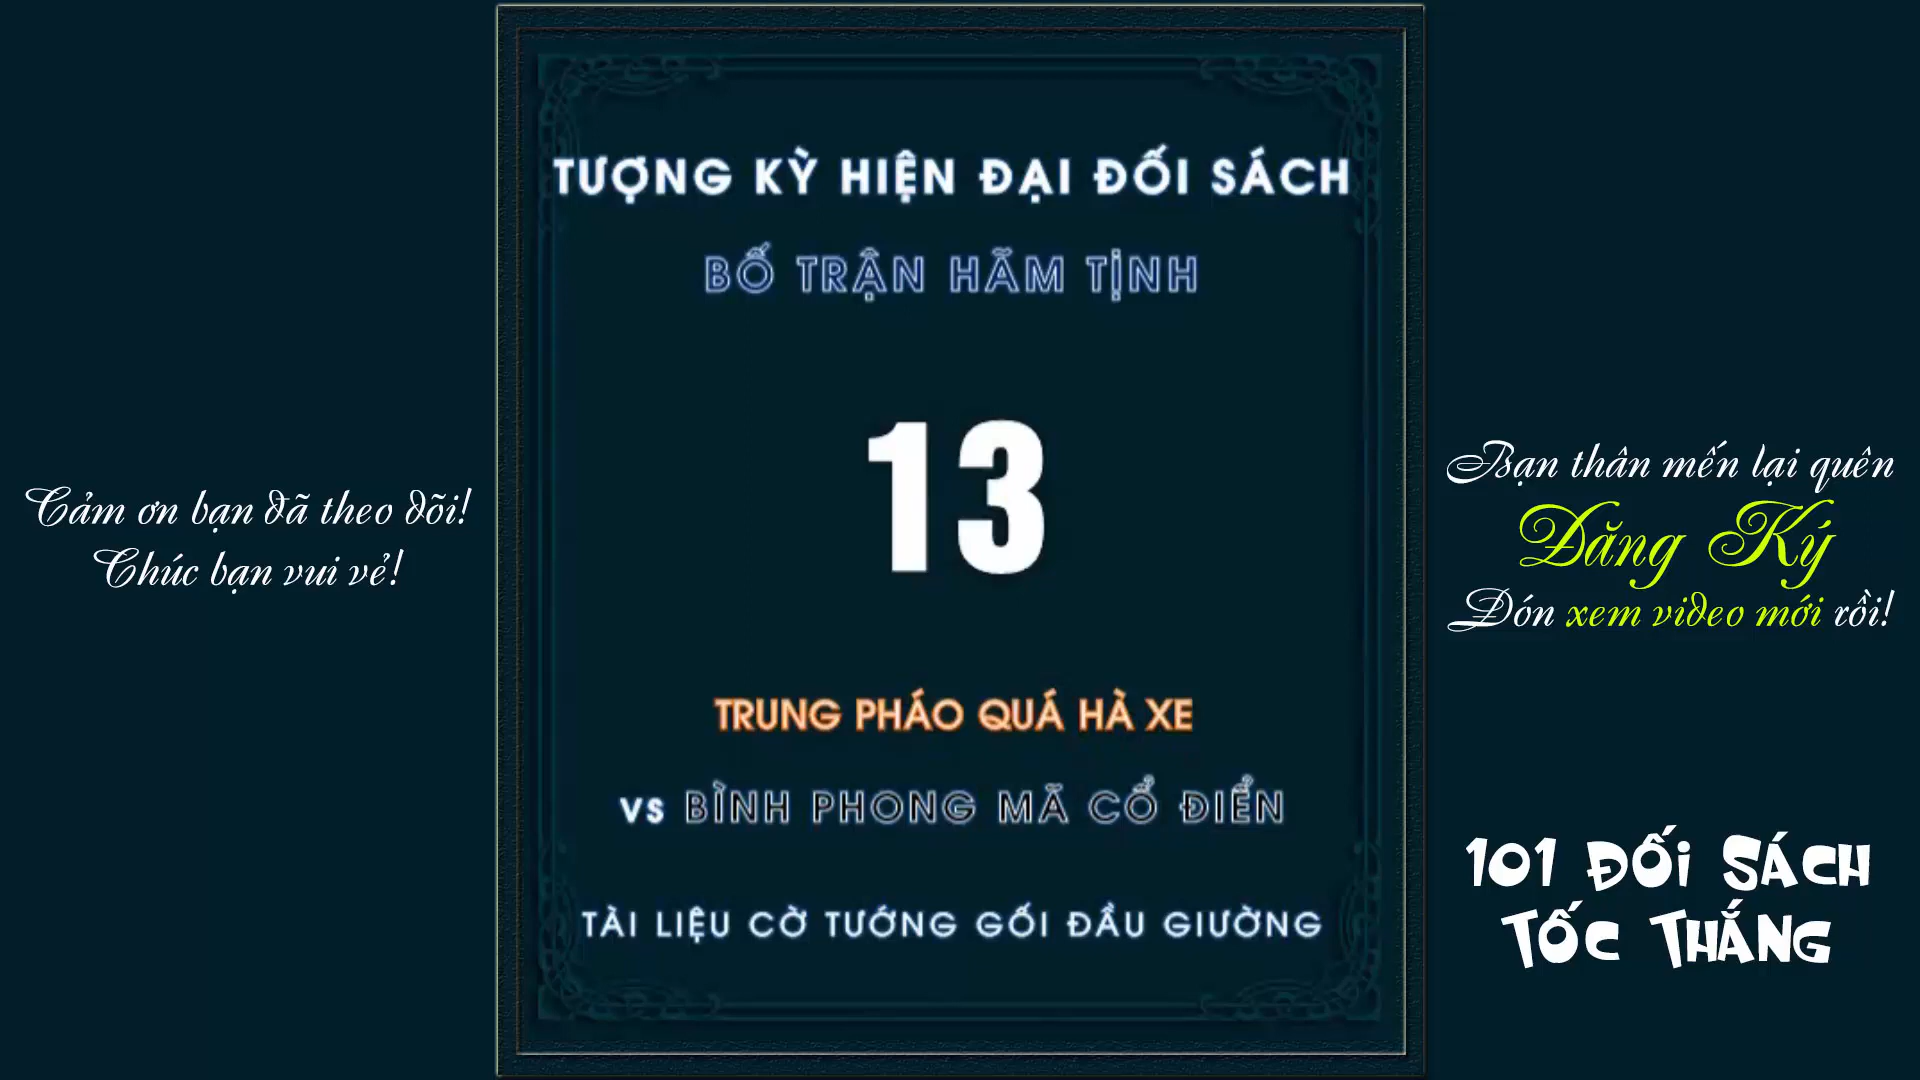 Cảm ơn bạn đã theo dõi!
Chúc bạn vui vẻ!
TƯỢNG KỲ HIỆN ĐẠI ĐỐI SÁCH
BỐ TRẬN HÃM TỊNH
13
TRUNG PHÁO QUÁ HÀ XE
vs BÌNH PHONG MÃ CỔ ĐIỂN
TÀI LIỆU CỜ TƯỚNG GỐI ĐẦU GIƯỜNG
Bạn thân mến lại quên
Đăng Ký
Đón xem video mới rồi!
101 ĐỐI SÁCH
TỐC THẮNG